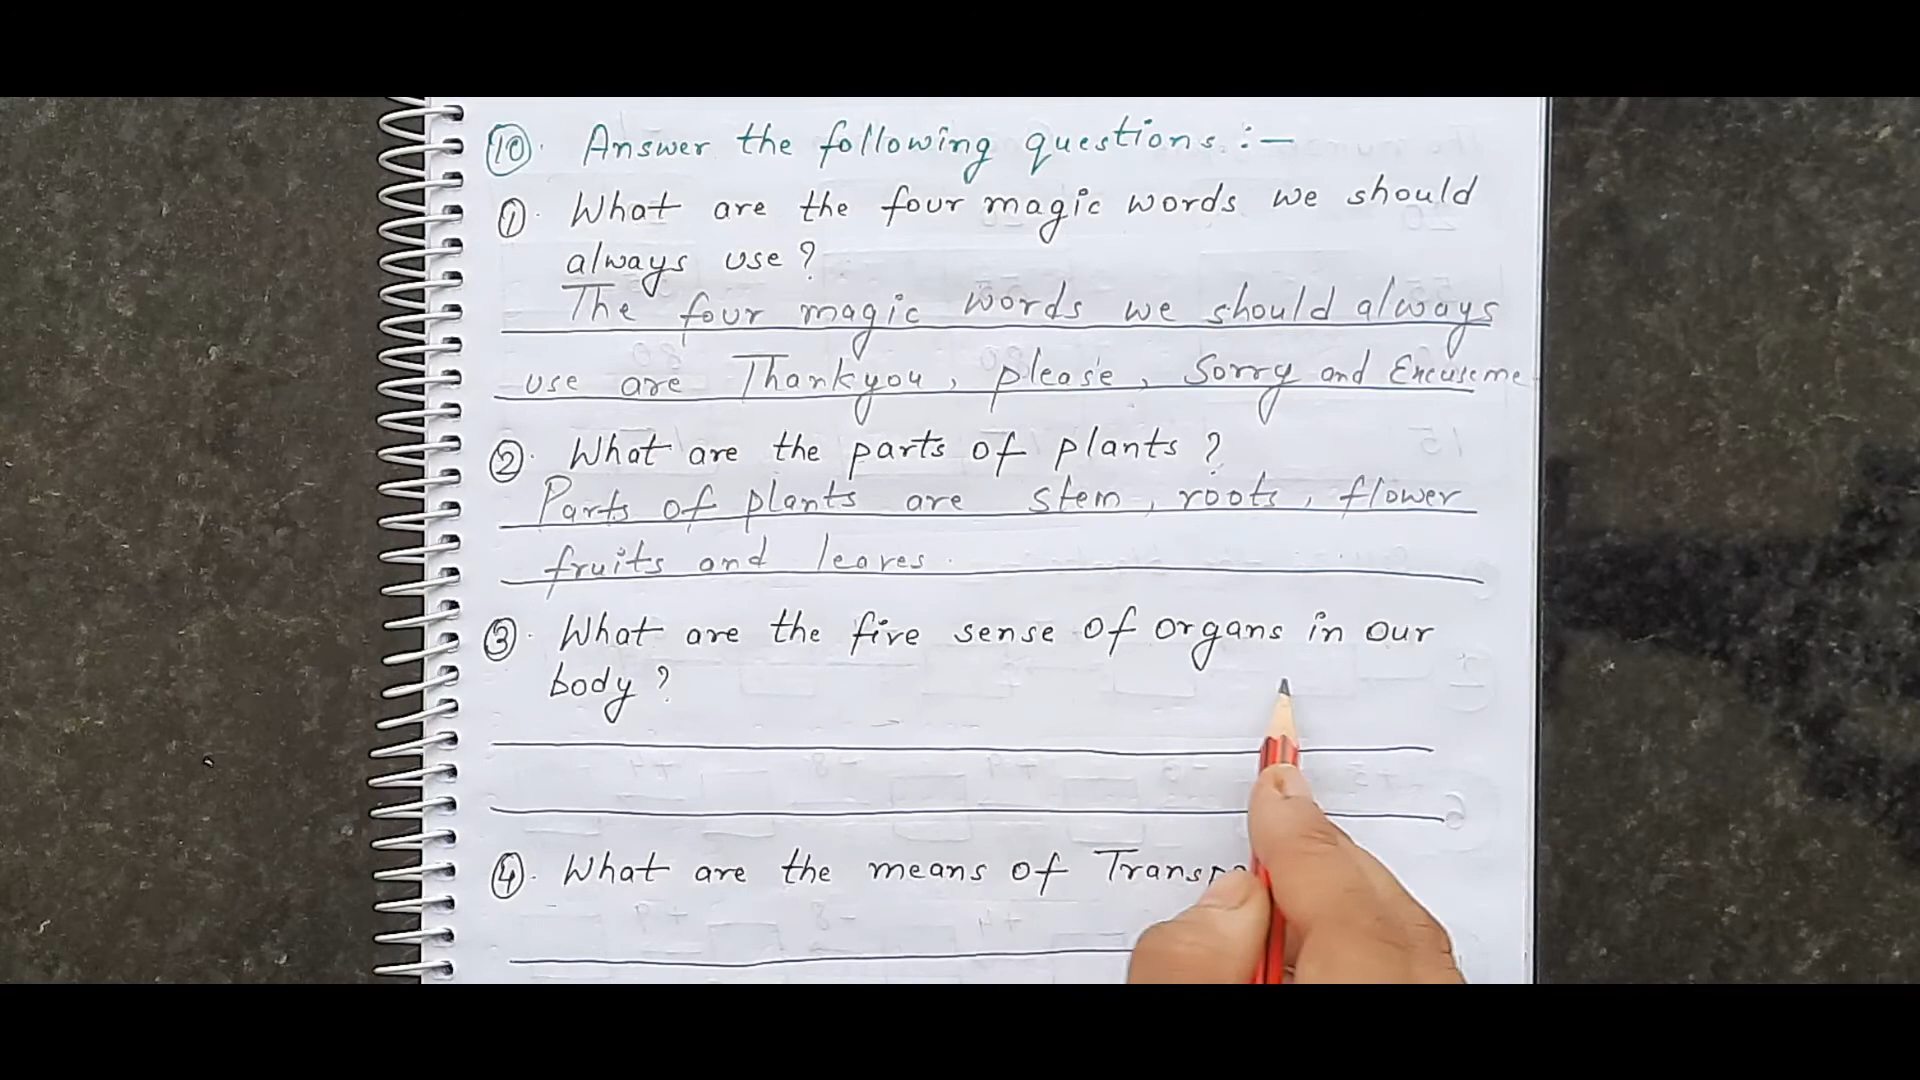 10. Answer the following questions :-
1. What are the four magic words we should
always use ?
The four magic words we should always
use are Thankyou, please, Sorry and Excuseme
2. What are the parts of plants ?
Parts of plants are stem, roots, flower
fruits and leaves.
3. What are the five sense of organs in our
body ?
4. What are the means of